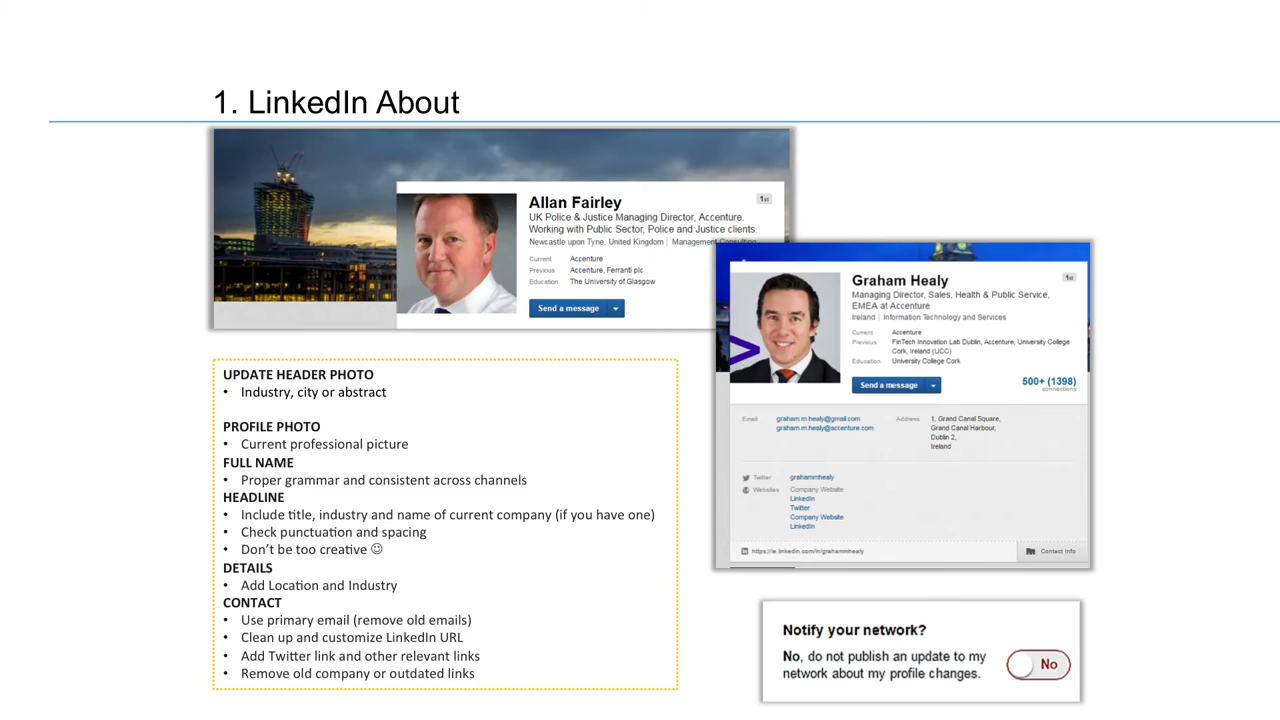 1. LinkedIn About
Allan Fairley
1st
UK Police & Justice Managing Director, Accenture.
Working with Public Sector, Police and Justice clients.
Newcastle upon Tyne, United Kingdom | Management Consulting
Current Accenture
Previous Accenture, Ferranti plc
Education The University of Glasgow
Send a message
Graham Healy
1st
Managing Director, Sales, Health & Public Service,
EMEA at Accenture
Ireland | Information Technology and Services
Current Accenture
Previous FinTech Innovation Lab Dublin, Accenture, University College
Cork, Ireland (UCC)
Education University College Cork
Send a message
500+ (1398)
connections
Email graham.m.healy@gmail.com
graham.m.healy@accenture.com
Address 1, Grand Canal Square,
Grand Canal Harbour,
Dublin 2,
Ireland
Twitter grahammhealy
Websites Company Website
LinkedIn
Twitter
Company Website
LinkedIn
https://ie.linkedin.com/in/grahammhealy
Contact Info
UPDATE HEADER PHOTO
• Industry, city or abstract
PROFILE PHOTO
• Current professional picture
FULL NAME
• Proper grammar and consistent across channels
HEADLINE
• Include title, industry and name of current company (if you have one)
• Check punctuation and spacing
• Don't be too creative ☺
DETAILS
• Add Location and Industry
CONTACT
• Use primary email (remove old emails)
• Clean up and customize LinkedIn URL
• Add Twitter link and other relevant links
• Remove old company or outdated links
Notify your network?
No, do not publish an update to my
network about my profile changes.
No